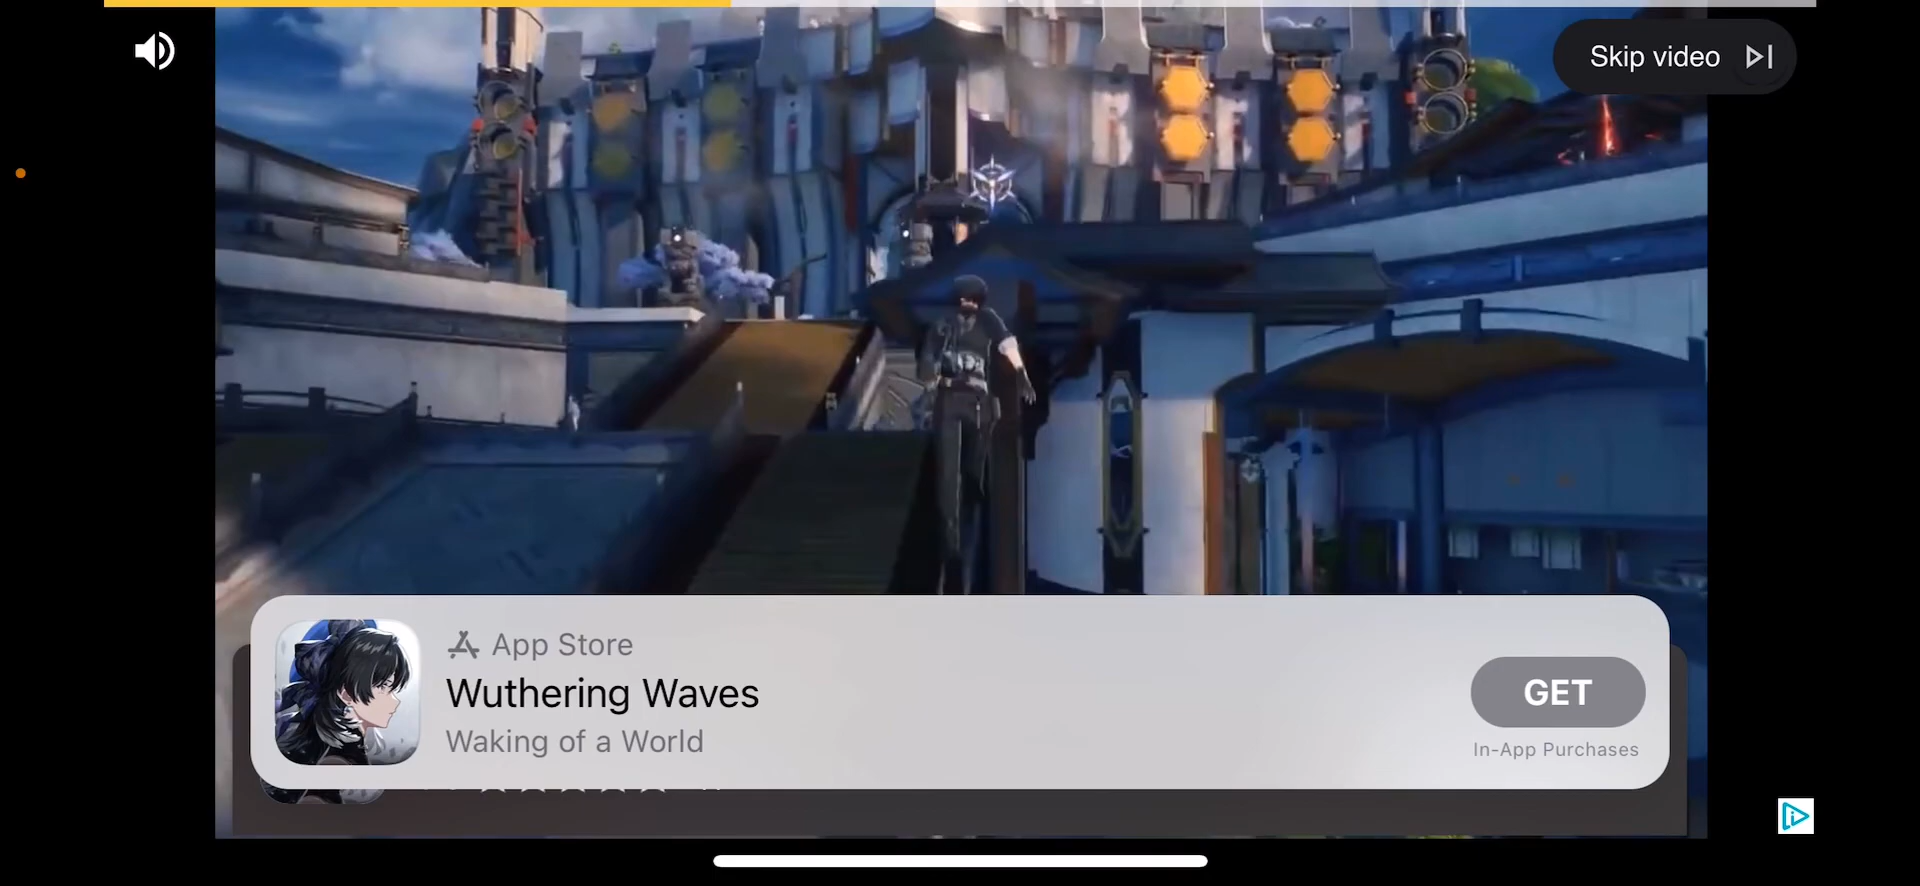 Skip video
App Store
Wuthering Waves
Waking of a World
GET
In-App Purchases